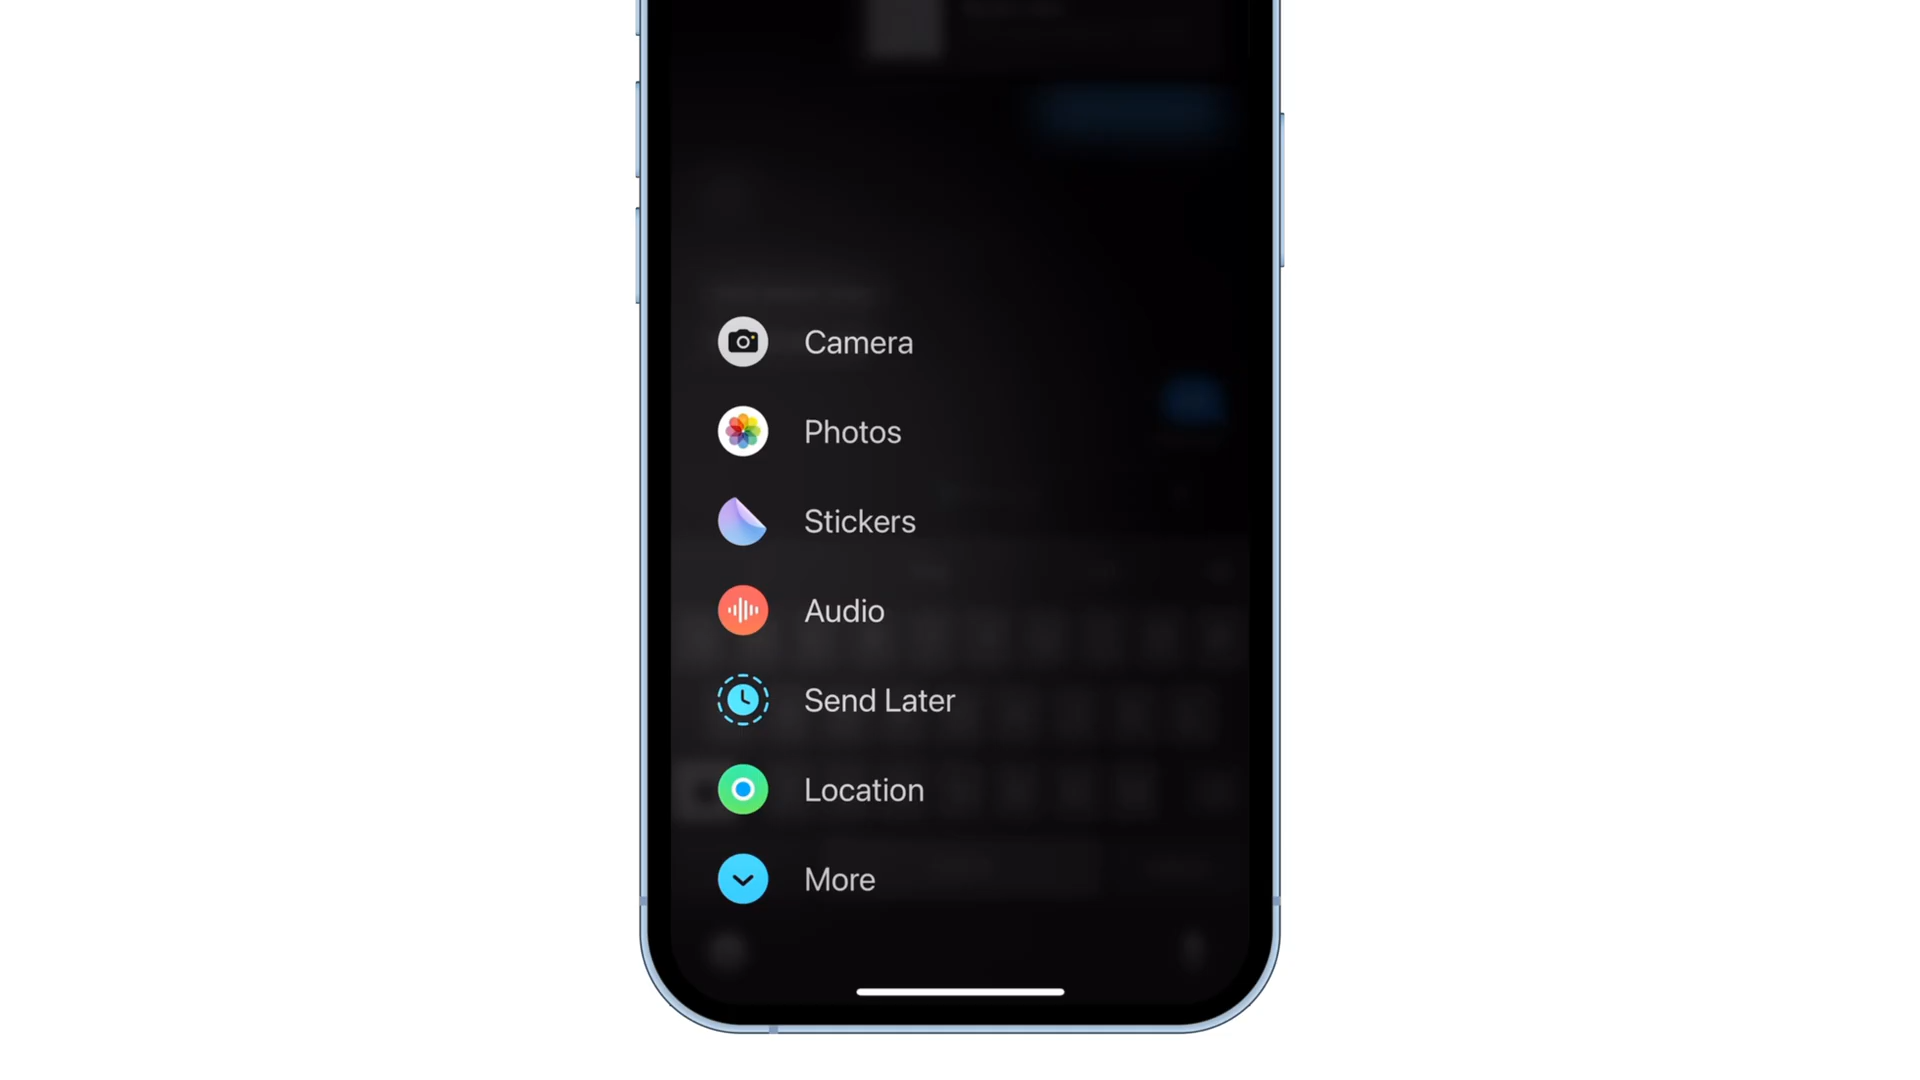 Camera
Photos
Stickers
Audio
Send Later
Location
More